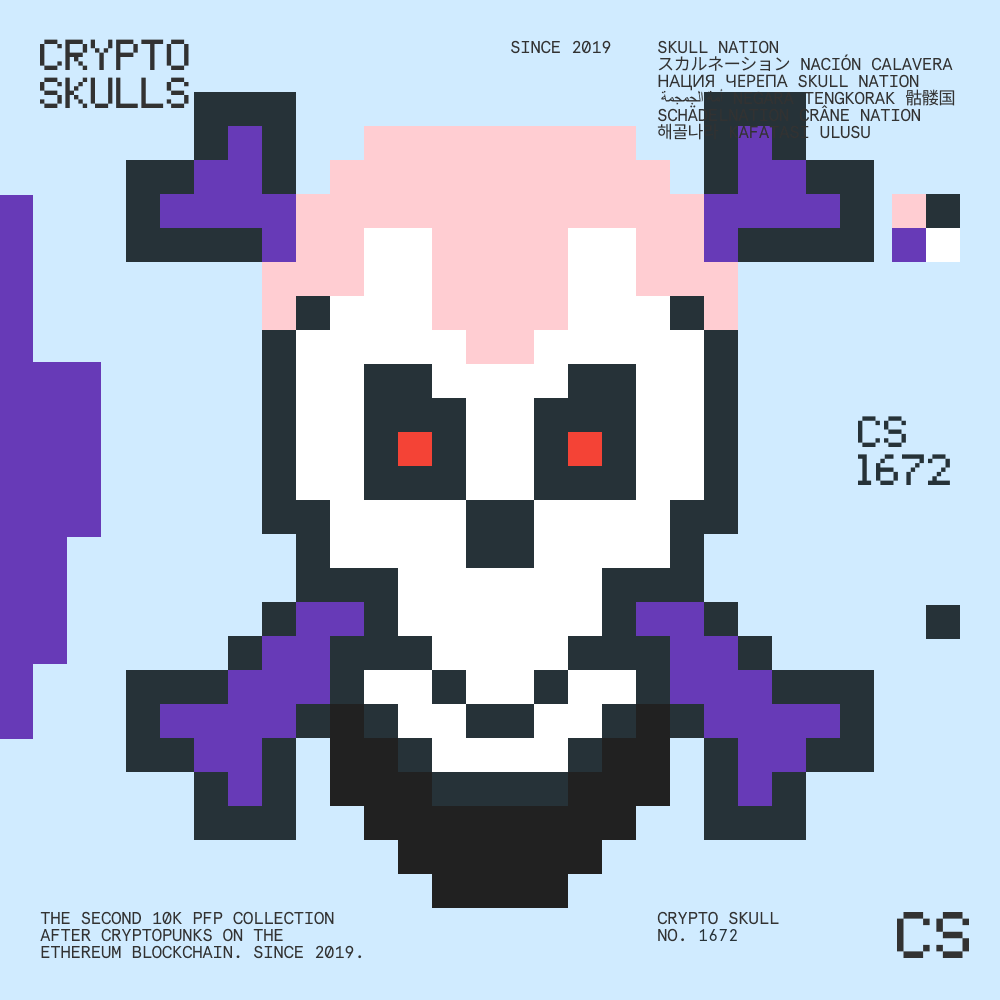 CRYPTO
SKULLS
SINCE 2019
SKULL NATION
スカルネーション NACIÓN CALAVERA
НАЦИЯ ЧЕРЕПА SKULL NATION
الجمجمة TENGKORAK 骷髅国
CRÂNE NATION
해골나 ULUSU
CS
1672
THE SECOND 10K PFP COLLECTION
AFTER CRYPTOPUNKS ON THE
ETHEREUM BLOCKCHAIN. SINCE 2019.
CRYPTO SKULL
NO. 1672
CS